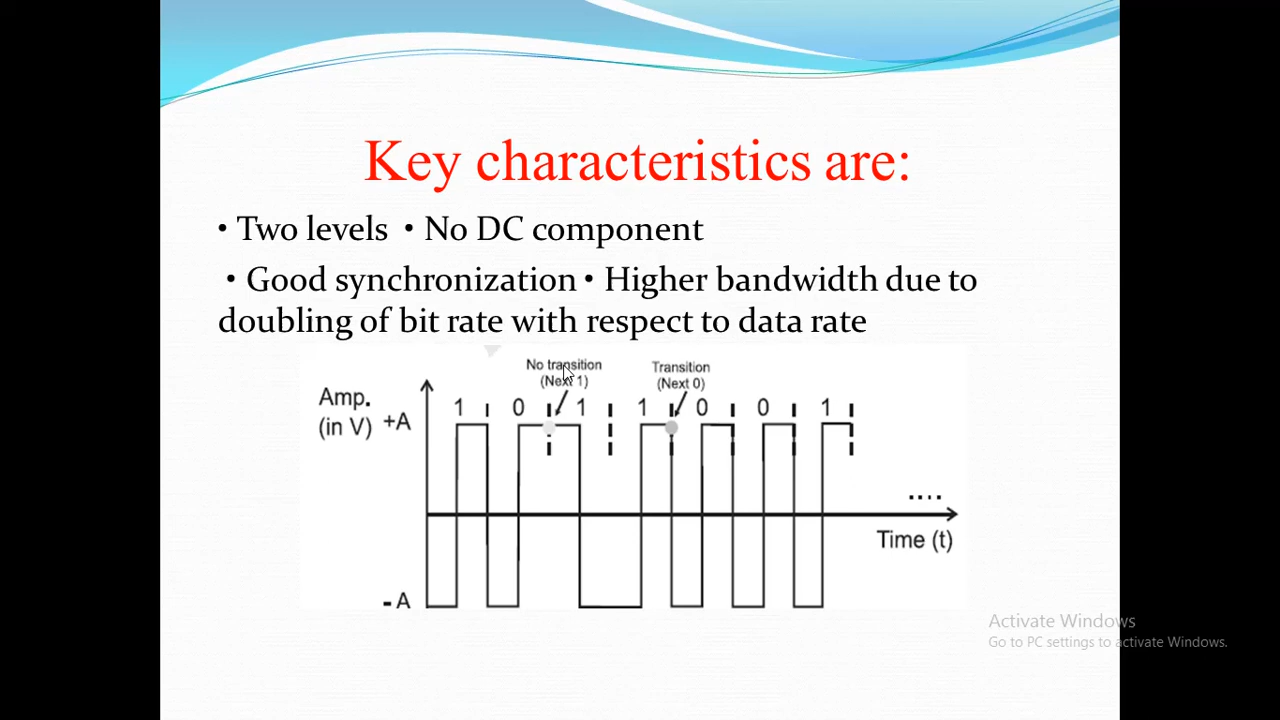 Key characteristics are:
• Two levels • No DC component
• Good synchronization • Higher bandwidth due to
doubling of bit rate with respect to data rate
No transition Transition
(Next 1) (Next 0)
Amp.
(in V) +A
1 0 1 1 0 0 1
....
Time (t)
-A
Activate Windows
Go to PC settings to activate Windows.